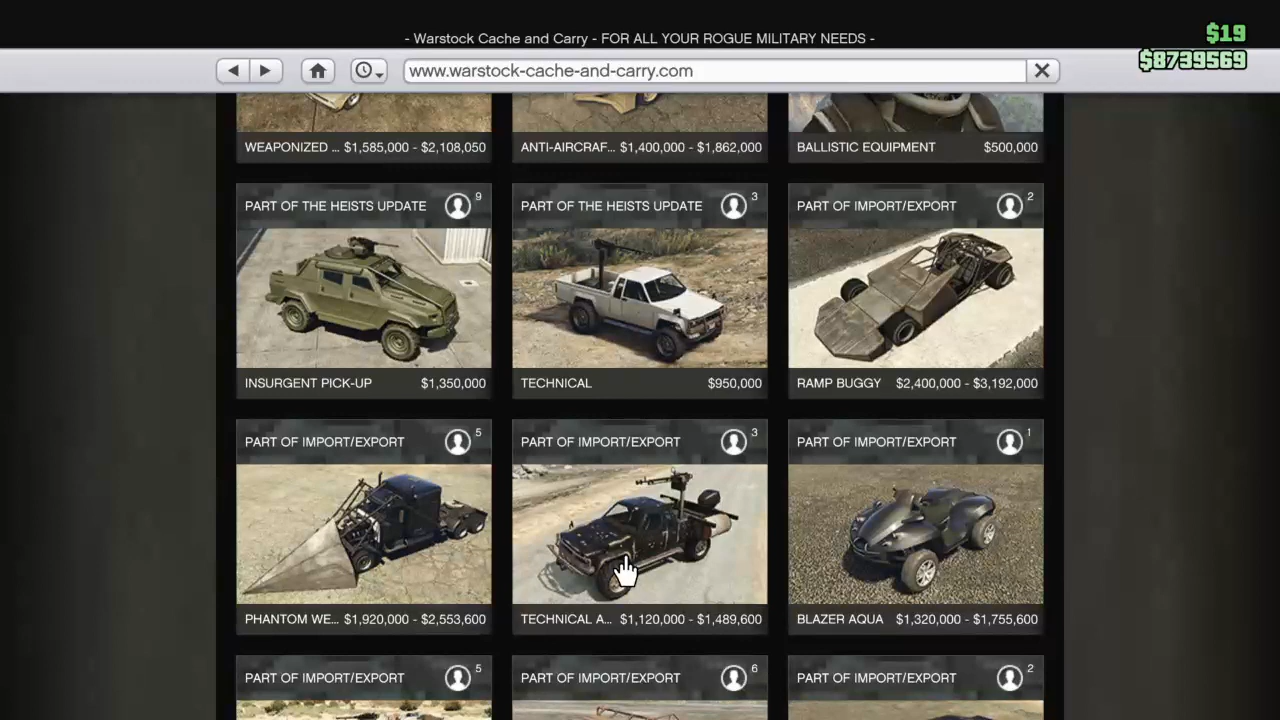 - Warstock Cache and Carry - FOR ALL YOUR ROGUE MILITARY NEEDS -
$19
$8739569
www.warstock-cache-and-carry.com
WEAPONIZED ... $1,585,000 - $2,108,050
ANTI-AIRCRAF... $1,400,000 - $1,862,000
BALLISTIC EQUIPMENT $500,000
PART OF THE HEISTS UPDATE 9
PART OF THE HEISTS UPDATE 3
PART OF IMPORT/EXPORT 2
INSURGENT PICK-UP $1,350,000
TECHNICAL $950,000
RAMP BUGGY $2,400,000 - $3,192,000
PART OF IMPORT/EXPORT 5
PART OF IMPORT/EXPORT 3
PART OF IMPORT/EXPORT 1
PHANTOM WE... $1,920,000 - $2,553,600
TECHNICAL A... $1,120,000 - $1,489,600
BLAZER AQUA $1,320,000 - $1,755,600
PART OF IMPORT/EXPORT 5
PART OF IMPORT/EXPORT 6
PART OF IMPORT/EXPORT 2